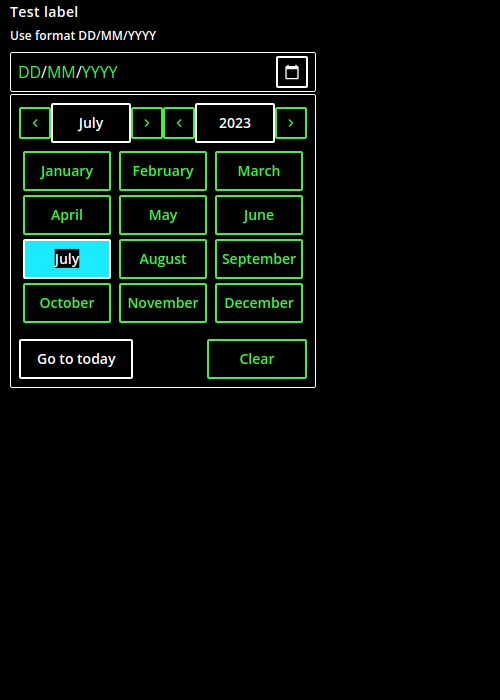 Test label
Use format DD/MM/YYYY
DD/MM/YYYY
July 2023
January February March
April May June
July August September
October November December
Go to today Clear